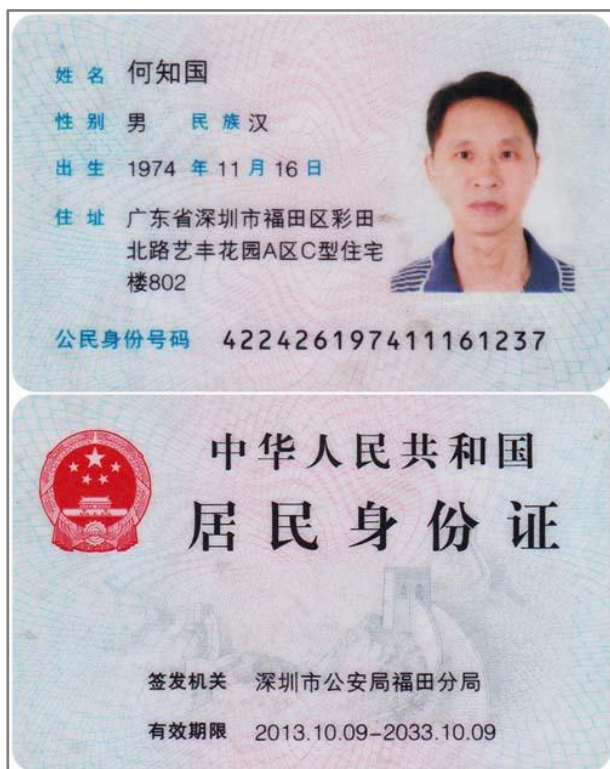 姓名 何知国
性别 男 民族 汉
出生 1974 年 11 月 16 日
住址 广东省深圳市福田区彩田
北路艺丰花园A区C型住宅
楼802
公民身份号码 422426197411161237
中华人民共和国
居民身份证
签发机关 深圳市公安局福田分局
有效期限 2013.10.09-2033.10.09